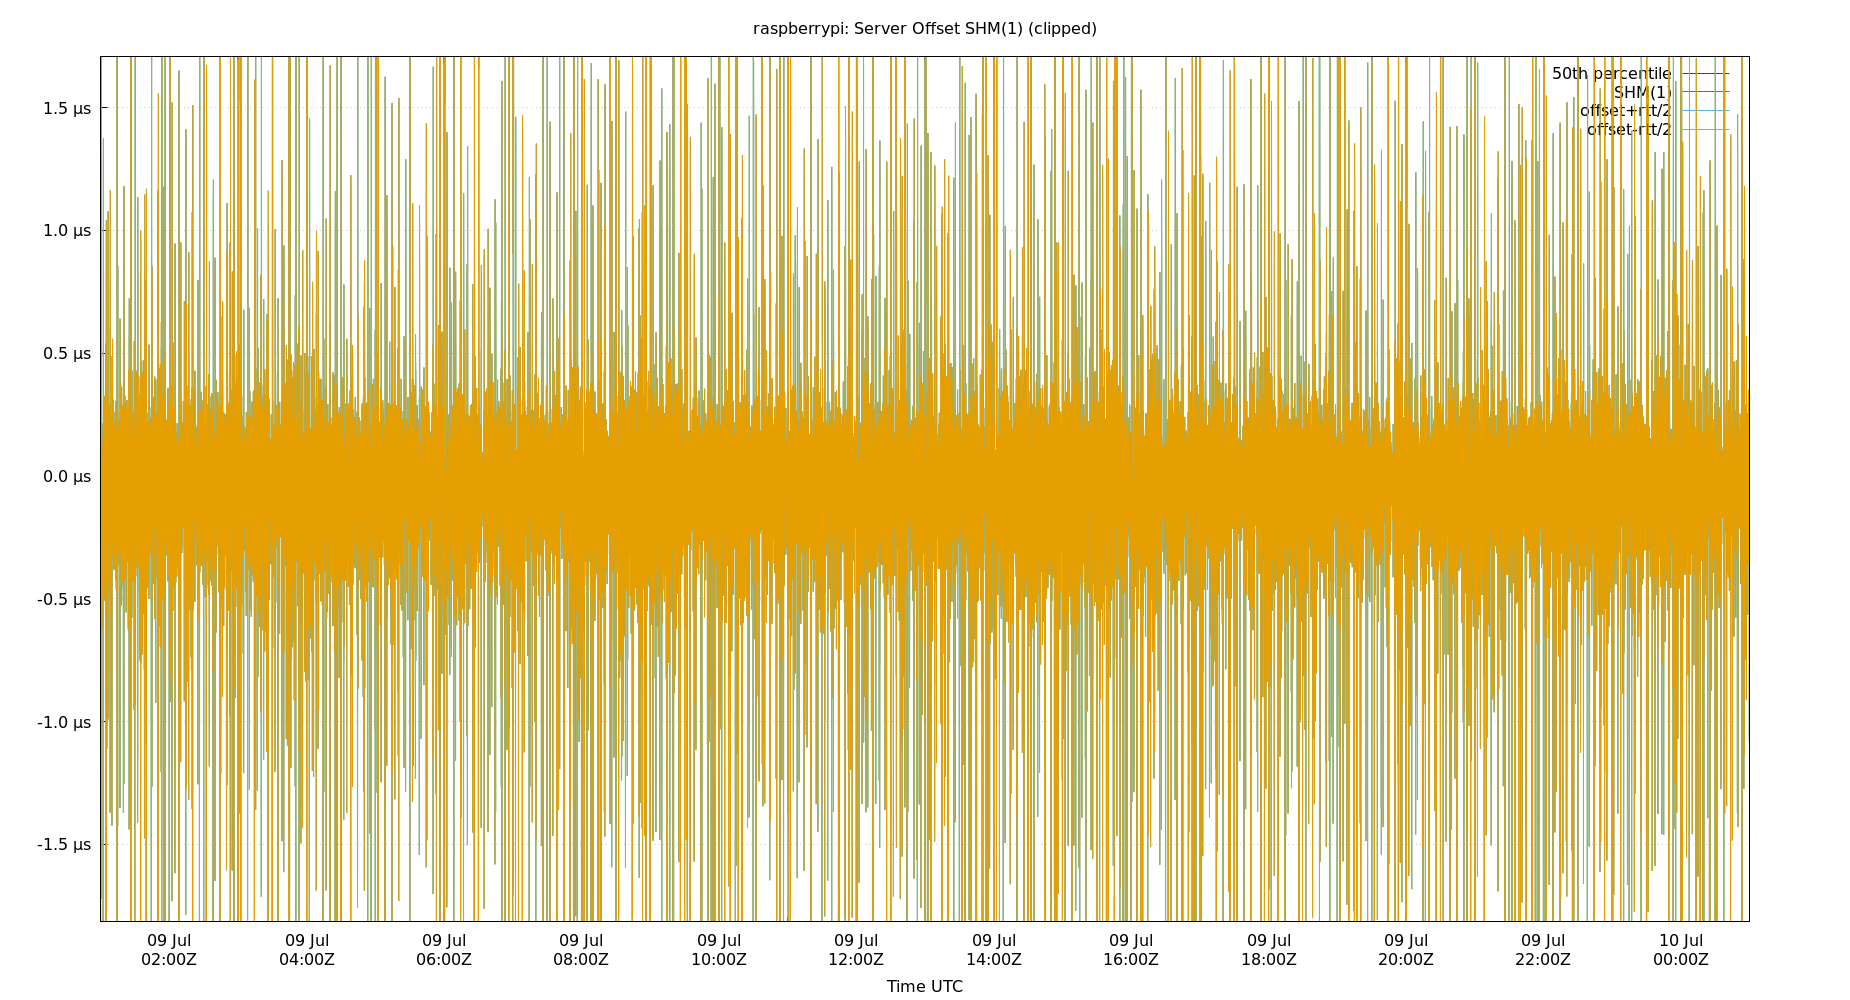 raspberrypi: Server Offset SHM(1) (clipped)
50th percentile
SHM(1)
offset+rtt/2
offset-rtt/2
1.5 µs
1.0 µs
0.5 µs
0.0 µs
-0.5 µs
-1.0 µs
-1.5 µs
09 Jul 09 Jul 09 Jul 09 Jul 09 Jul 09 Jul 09 Jul 09 Jul 09 Jul 09 Jul 09 Jul 10 Jul
02:00Z 04:00Z 06:00Z 08:00Z 10:00Z 12:00Z 14:00Z 16:00Z 18:00Z 20:00Z 22:00Z 00:00Z
Time UTC